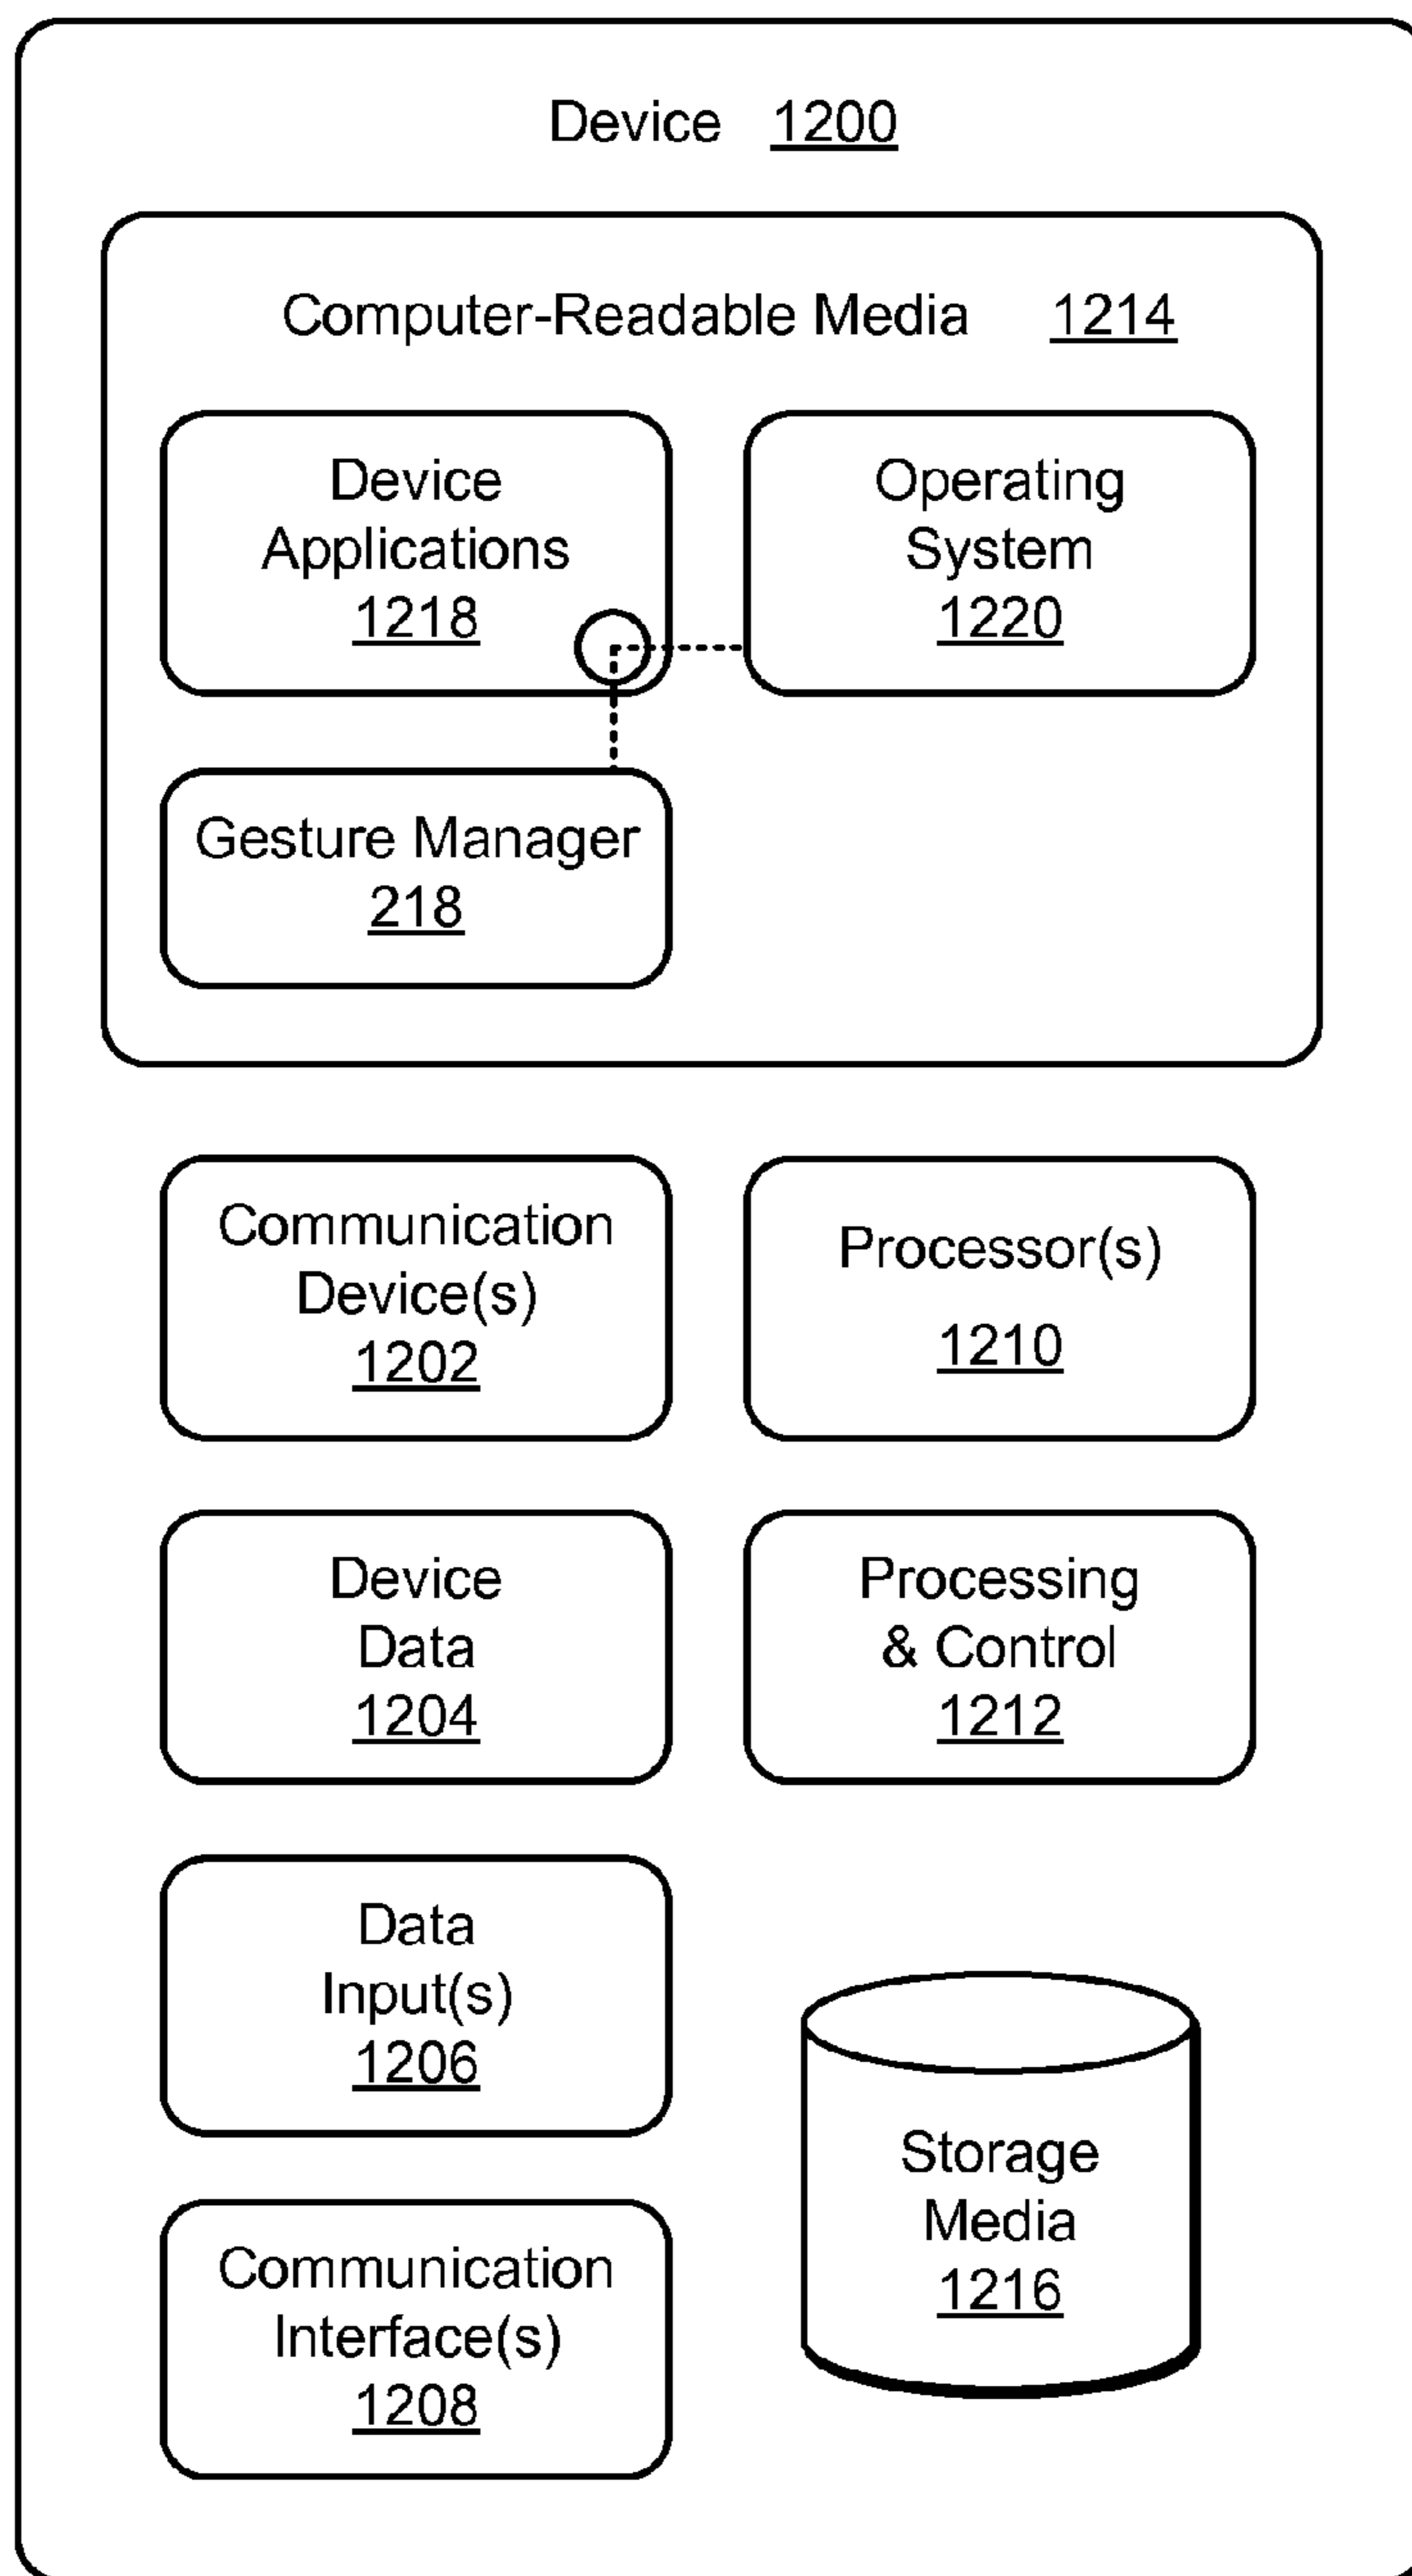 Device 1200
Computer-Readable Media 1214
Device
Applications
1218
Operating
System
1220
Gesture Manager
218
Communication
Device(s)
1202
Processor(s)
1210
Device
Data
1204
Processing
& Control
1212
Data
Input(s)
1206
Storage
Media
1216
Communication
Interface(s)
1208